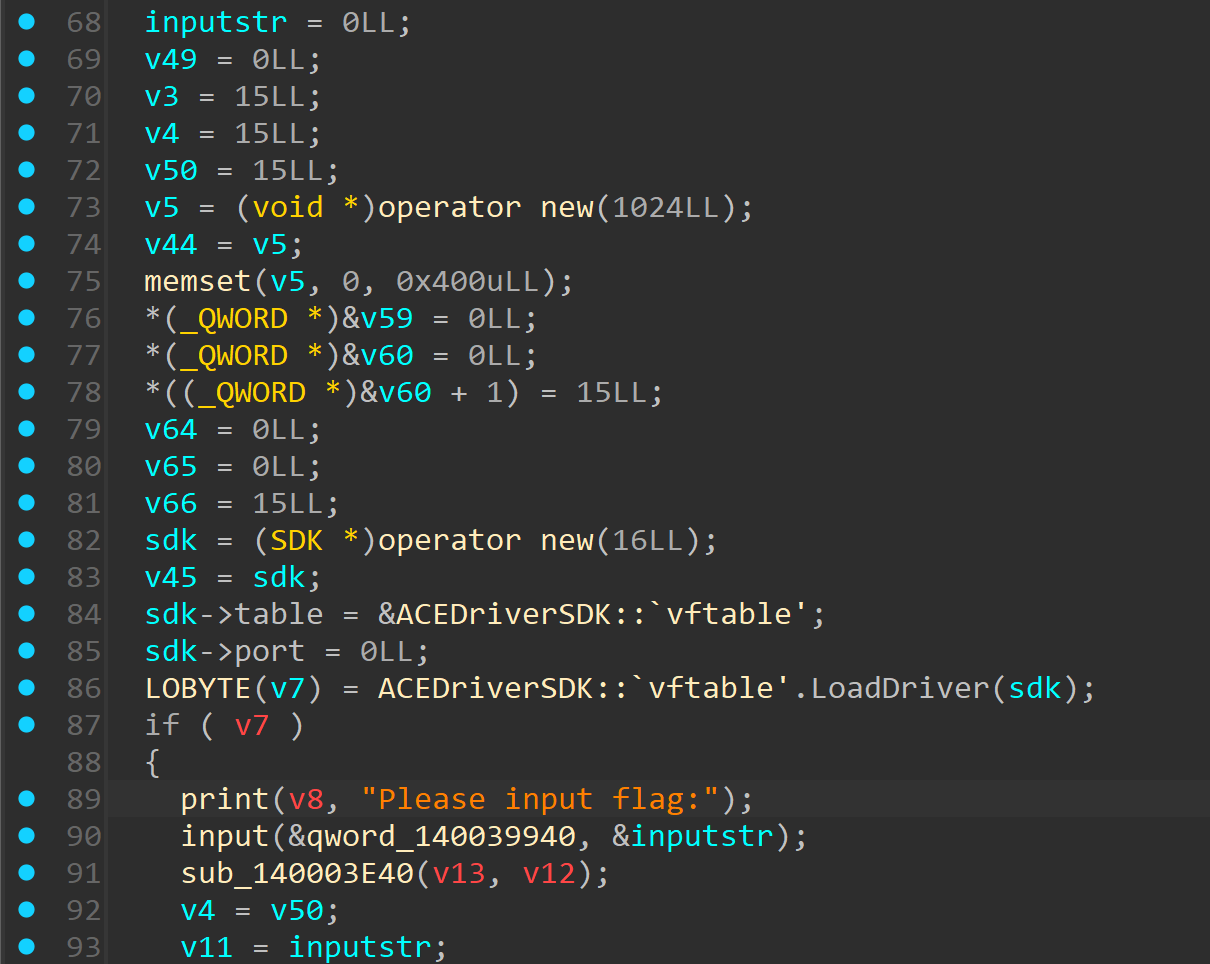 68 inputstr = 0LL;
69 v49 = 0LL;
70 v3 = 15LL;
71 v4 = 15LL;
72 v50 = 15LL;
73 v5 = (void *)operator new(1024LL);
74 v44 = v5;
75 memset(v5, 0, 0x400uLL);
76 *(_QWORD *)&v59 = 0LL;
77 *(_QWORD *)&v60 = 0LL;
78 *((_QWORD *)&v60 + 1) = 15LL;
79 v64 = 0LL;
80 v65 = 0LL;
81 v66 = 15LL;
82 sdk = (SDK *)operator new(16LL);
83 v45 = sdk;
84 sdk->table = &ACEDriverSDK::`vftable';
85 sdk->port = 0LL;
86 LOBYTE(v7) = ACEDriverSDK::`vftable'.LoadDriver(sdk);
87 if ( v7 )
88 {
89 print(v8, "Please input flag:");
90 input(&qword_140039940, &inputstr);
91 sub_140003E40(v13, v12);
92 v4 = v50;
93 v11 = inputstr;